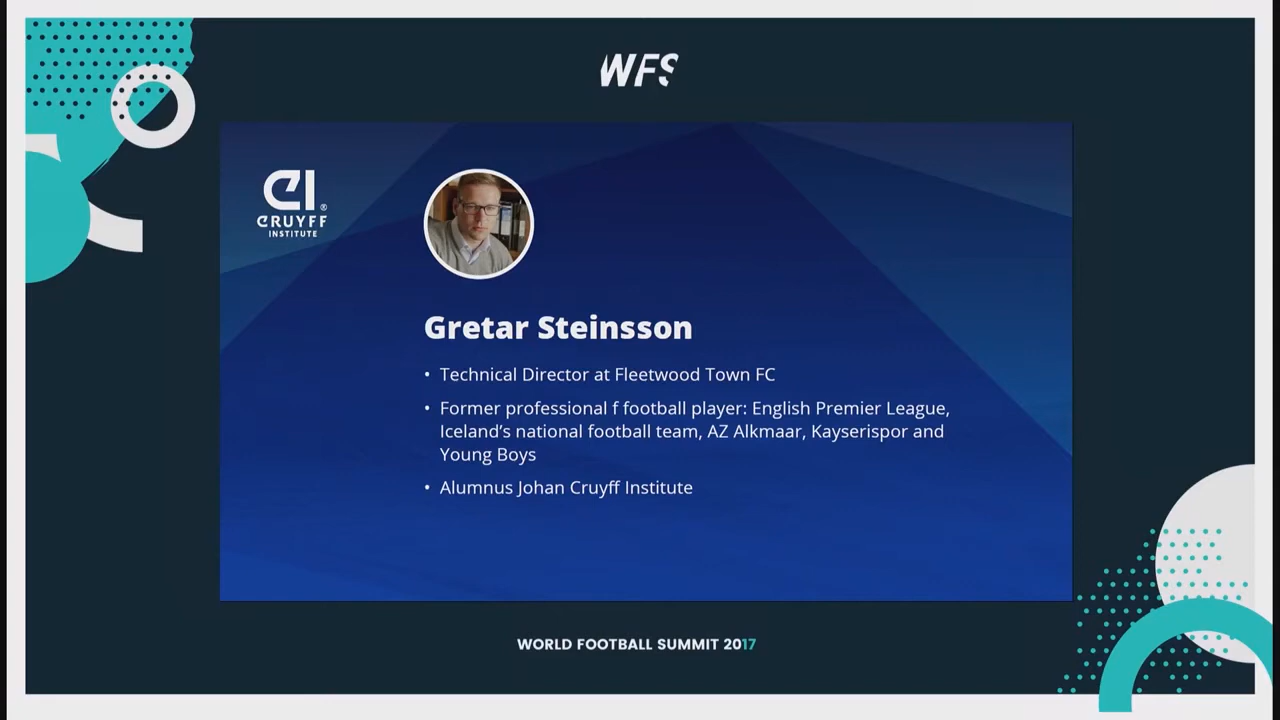 WFS
CI®
CRUYFF
INSTITUTE
Gretar Steinsson
• Technical Director at Fleetwood Town FC
• Former professional f football player: English Premier League,
Iceland’s national football team, AZ Alkmaar, Kayserispor and
Young Boys
• Alumnus Johan Cruyff Institute
WORLD FOOTBALL SUMMIT 2017